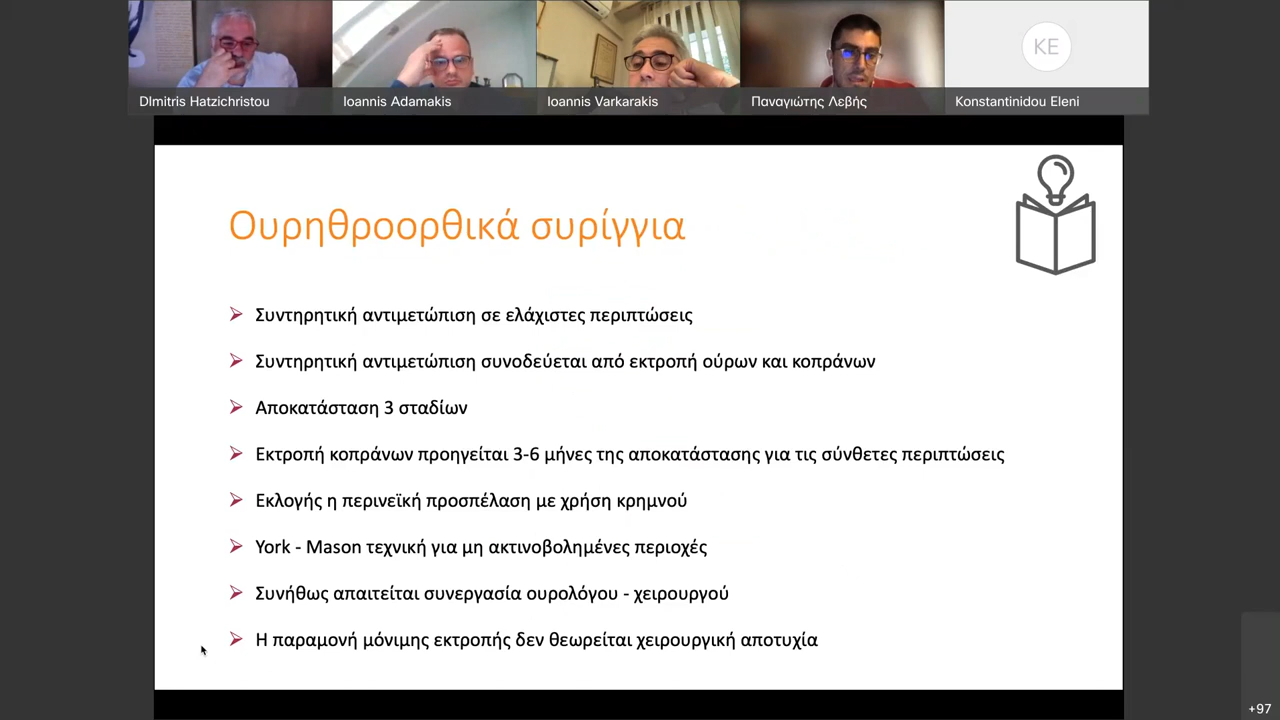 DImitris Hatzichristou
Ioannis Adamakis
Ioannis Varkarakis
Παναγιώτης Λεβής
KE
Konstantinidou Eleni
Ουρηθροορθικά συρίγγια
Συντηρητική αντιμετώπιση σε ελάχιστες περιπτώσεις
Συντηρητική αντιμετώπιση συνοδεύεται από εκτροπή ούρων και κοπράνων
Αποκατάσταση 3 σταδίων
Εκτροπή κοπράνων προηγείται 3-6 μήνες της αποκατάστασης για τις σύνθετες περιπτώσεις
Εκλογής η περινεϊκή προσπέλαση με χρήση κρημνού
York - Mason τεχνική για μη ακτινοβολημένες περιοχές
Συνήθως απαιτείται συνεργασία ουρολόγου - χειρουργού
Η παραμονή μόνιμης εκτροπής δεν θεωρείται χειρουργική αποτυχία
+97